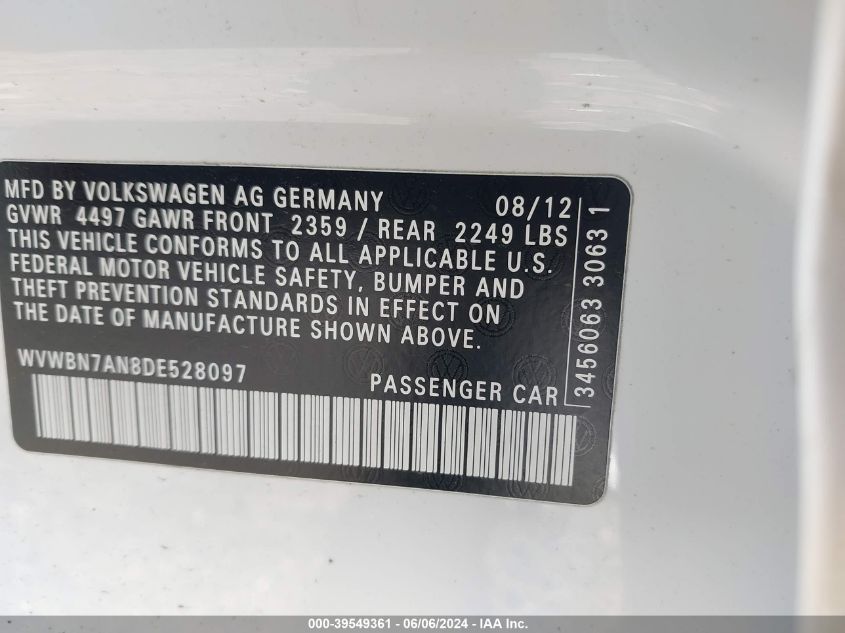 MFD BY VOLKSWAGEN AG GERMANY 08/12
GVWR 4497 GAWR FRONT 2359 / REAR 2249 LBS
THIS VEHICLE CONFORMS TO ALL APPLICABLE U.S.
FEDERAL MOTOR VEHICLE SAFETY, BUMPER AND
THEFT PREVENTION STANDARDS IN EFFECT ON
THE DATE OF MANUFACTURE SHOWN ABOVE.
WVWBN7AN8DE528097
PASSENGER CAR
3456063 3063 1
000-39549361 - 06/06/2024 - IAA Inc.